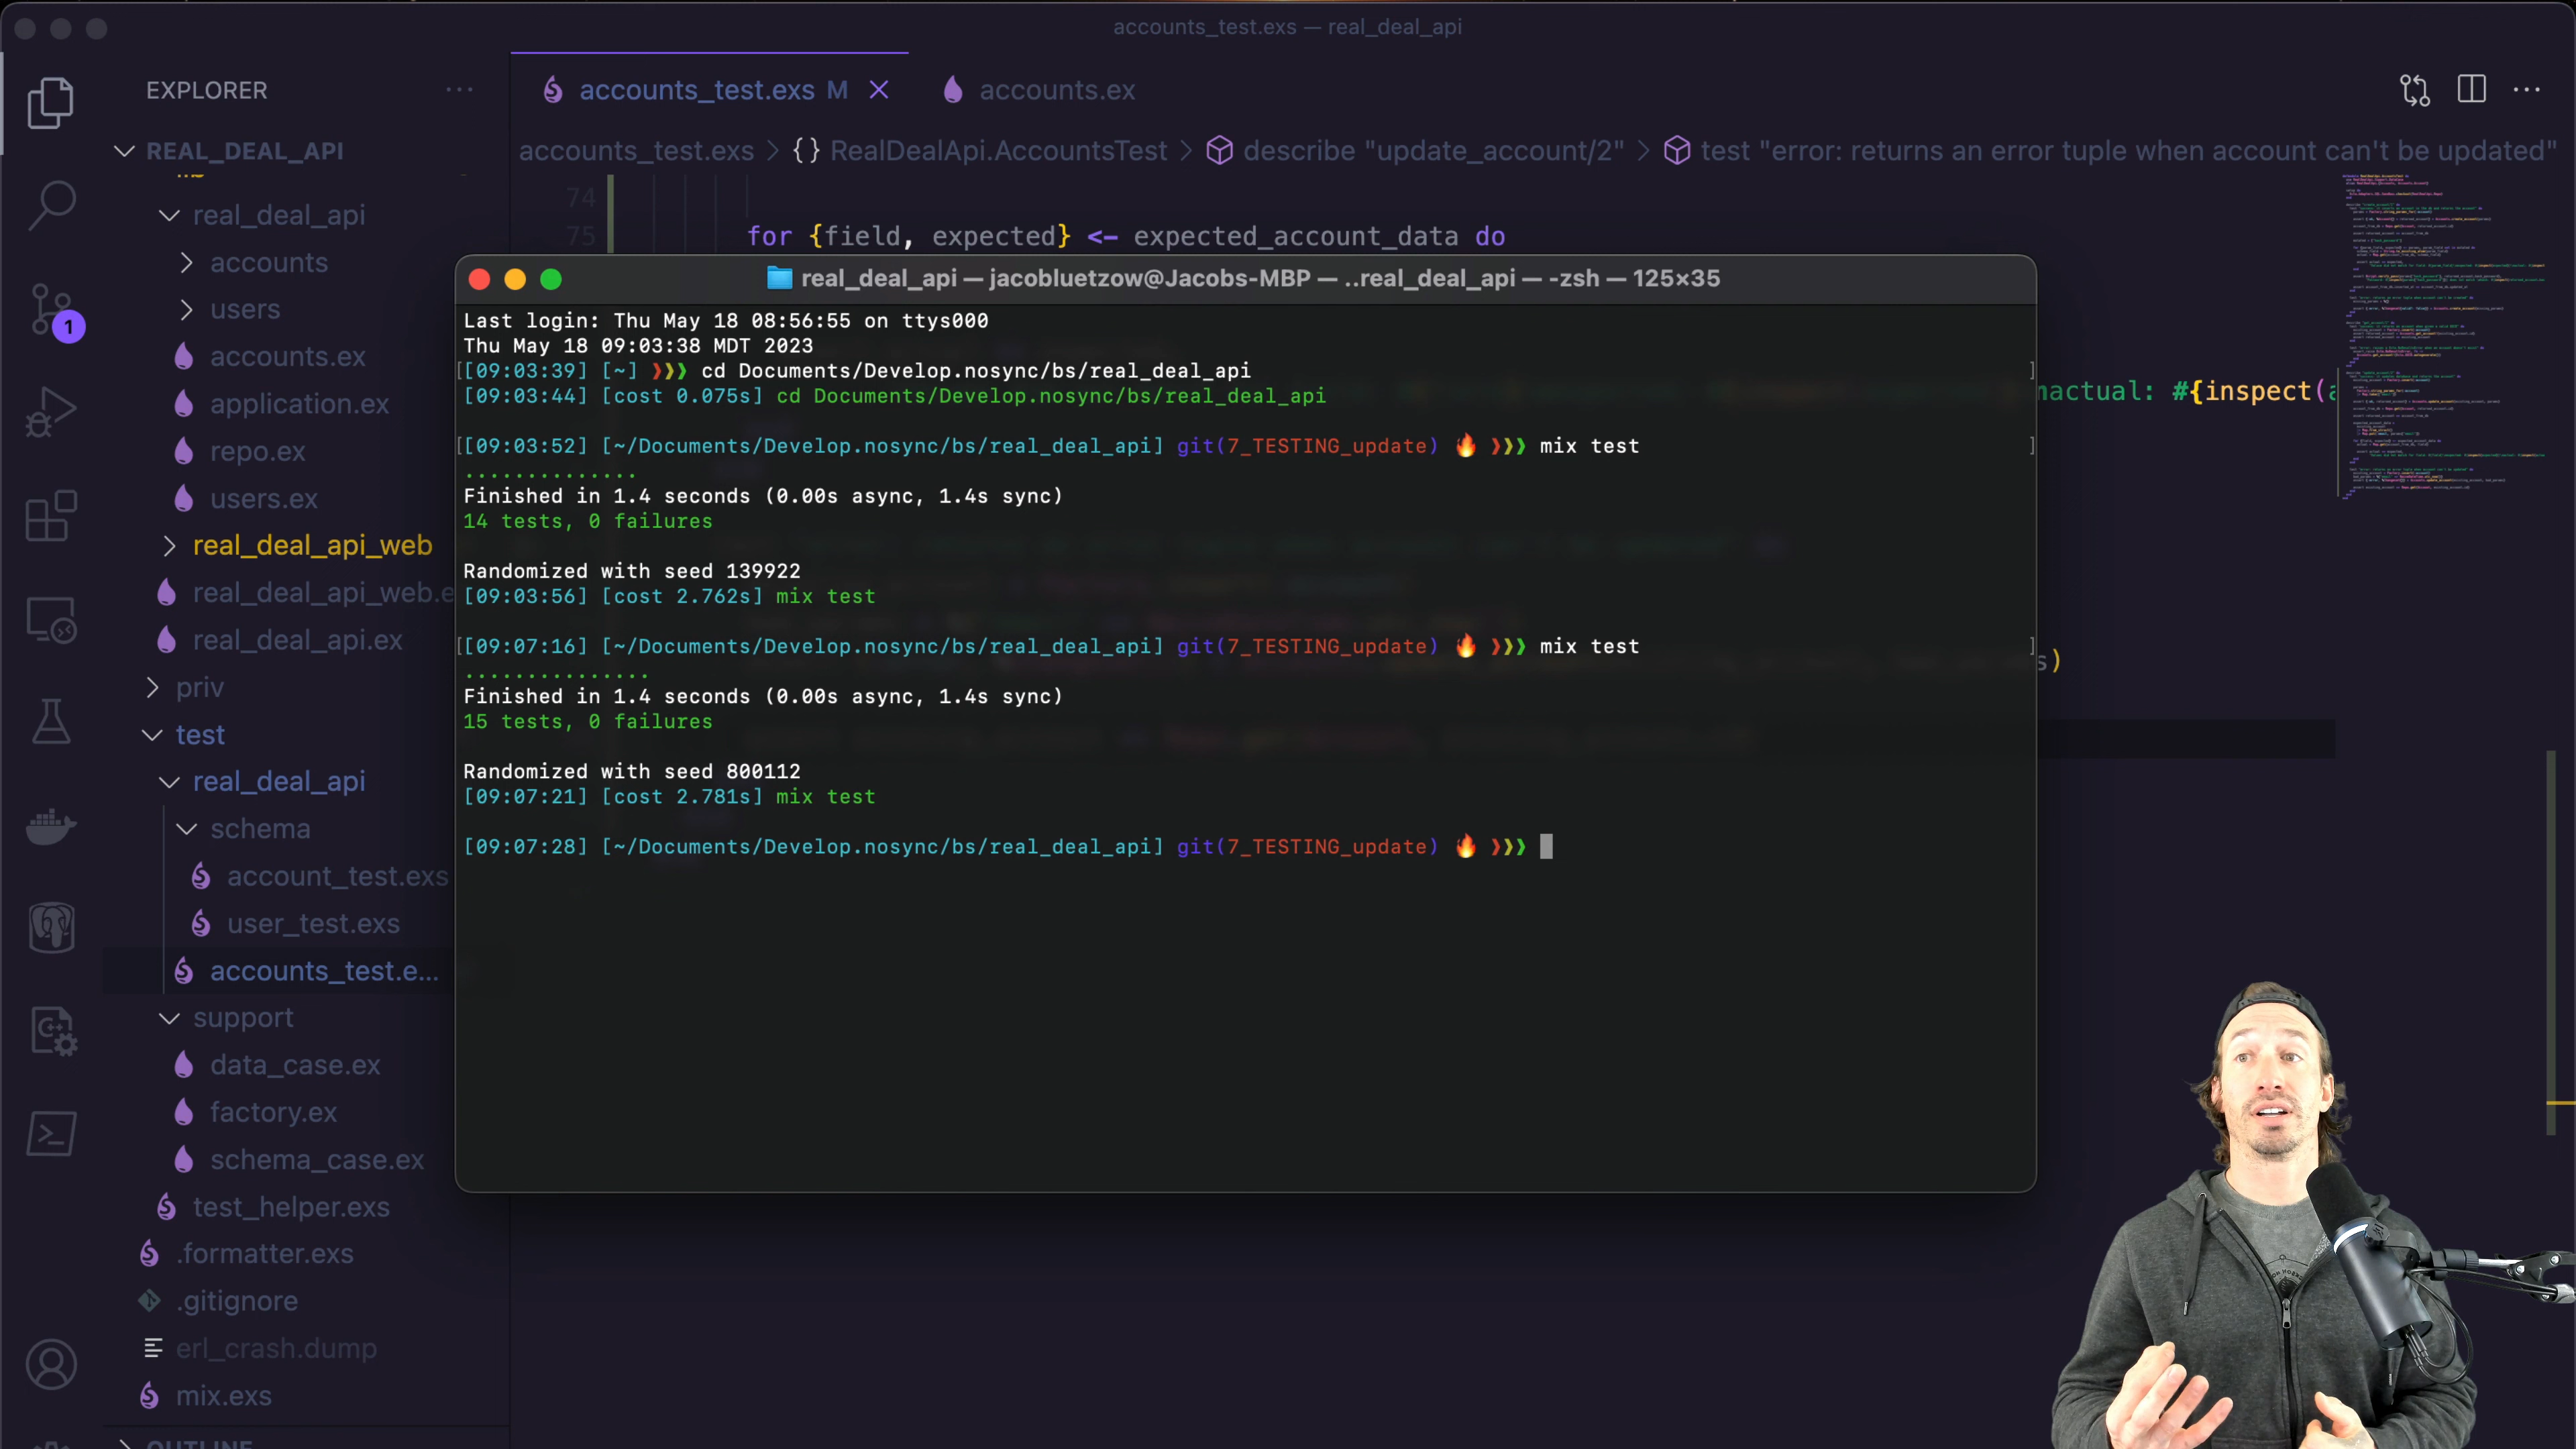 accounts_test.exs — real_deal_api
EXPLORER
accounts_test.exs M
accounts.ex
REAL_DEAL_API
accounts_test.exs > {} RealDealApi.AccountsTest > describe "update_account/2" > test "error: returns an error tuple when account can't be updated"
real_deal_api
accounts
users
accounts.ex
application.ex
repo.ex
users.ex
real_deal_api_web
real_deal_api_web.e
real_deal_api.ex
priv
test
real_deal_api
schema
account_test.exs
user_test.exs
accounts_test.e...
support
data_case.ex
factory.ex
schema_case.ex
test_helper.exs
.formatter.exs
.gitignore
erl_crash.dump
mix.exs
OUTLINE
1
74
75 for {field, expected} <- expected_account_data do
nactual: #{inspect(a
s)
real_deal_api — jacobluetzow@Jacobs-MBP — ..real_deal_api — -zsh — 125×35
Last login: Thu May 18 08:56:55 on ttys000
Thu May 18 09:03:38 MDT 2023
[[09:03:39] [~] ❯❯❯ cd Documents/Develop.nosync/bs/real_deal_api ]
[09:03:44] [cost 0.075s] cd Documents/Develop.nosync/bs/real_deal_api
[[09:03:52] [~/Documents/Develop.nosync/bs/real_deal_api] git(7_TESTING_update) 🔥 ❯❯❯ mix test ]
..............
Finished in 1.4 seconds (0.00s async, 1.4s sync)
14 tests, 0 failures
Randomized with seed 139922
[09:03:56] [cost 2.762s] mix test
[[09:07:16] [~/Documents/Develop.nosync/bs/real_deal_api] git(7_TESTING_update) 🔥 ❯❯❯ mix test ]
...............
Finished in 1.4 seconds (0.00s async, 1.4s sync)
15 tests, 0 failures
Randomized with seed 800112
[09:07:21] [cost 2.781s] mix test
[09:07:28] [~/Documents/Develop.nosync/bs/real_deal_api] git(7_TESTING_update) 🔥 ❯❯❯